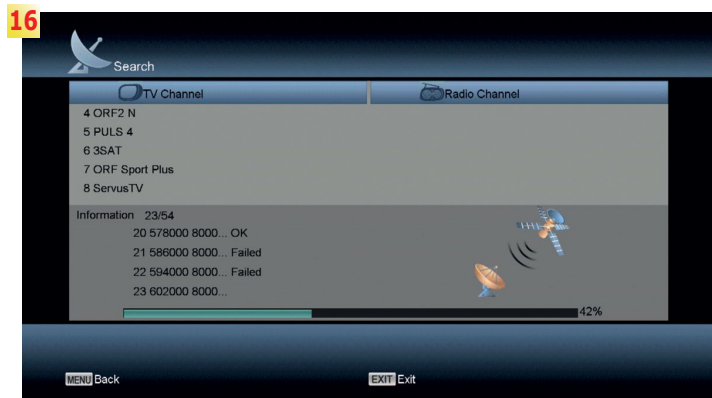 16
Search
TV Channel Radio Channel
4 ORF2 N
5 PULS 4
6 3SAT
7 ORF Sport Plus
8 ServusTV
Information 23/54
20 578000 8000... OK
21 586000 8000... Failed
22 594000 8000... Failed
23 602000 8000...
42%
MENU Back EXIT Exit